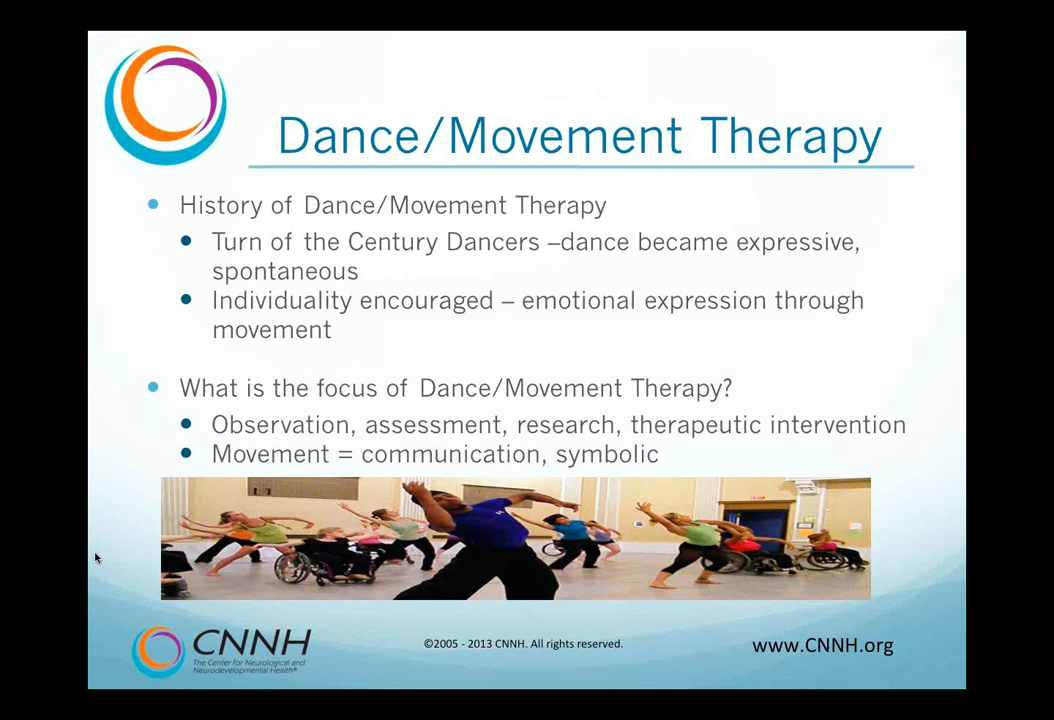 Dance/Movement Therapy
History of Dance/Movement Therapy
Turn of the Century Dancers –dance became expressive,
spontaneous
Individuality encouraged – emotional expression through
movement
What is the focus of Dance/Movement Therapy?
Observation, assessment, research, therapeutic intervention
Movement = communication, symbolic
CNNH
The Center for Neurological and
Neurodevelopmental Health®
©2005 - 2013 CNNH. All rights reserved.
www.CNNH.org